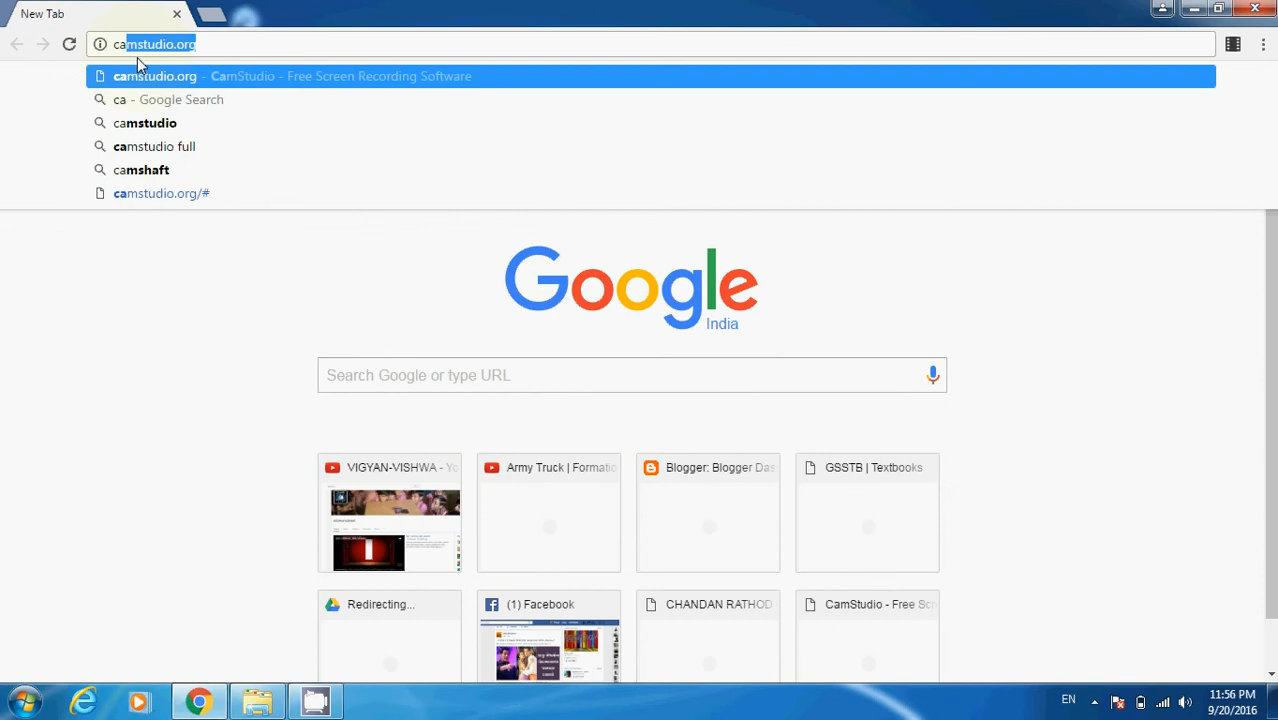 New Tab
camstudio.org
camstudio.org - CamStudio - Free Screen Recording Software
ca - Google Search
camstudio
camstudio full
camshaft
camstudio.org/#
Google
India
Search Google or type URL
VIGYAN-VISHWA - Yo
Army Truck | Formatio
Blogger: Blogger Das
GSSTB | Textbooks
Redirecting...
(1) Facebook
CHANDAN RATHOD
CamStudio - Free Scr
EN
11:56 PM
9/20/2016